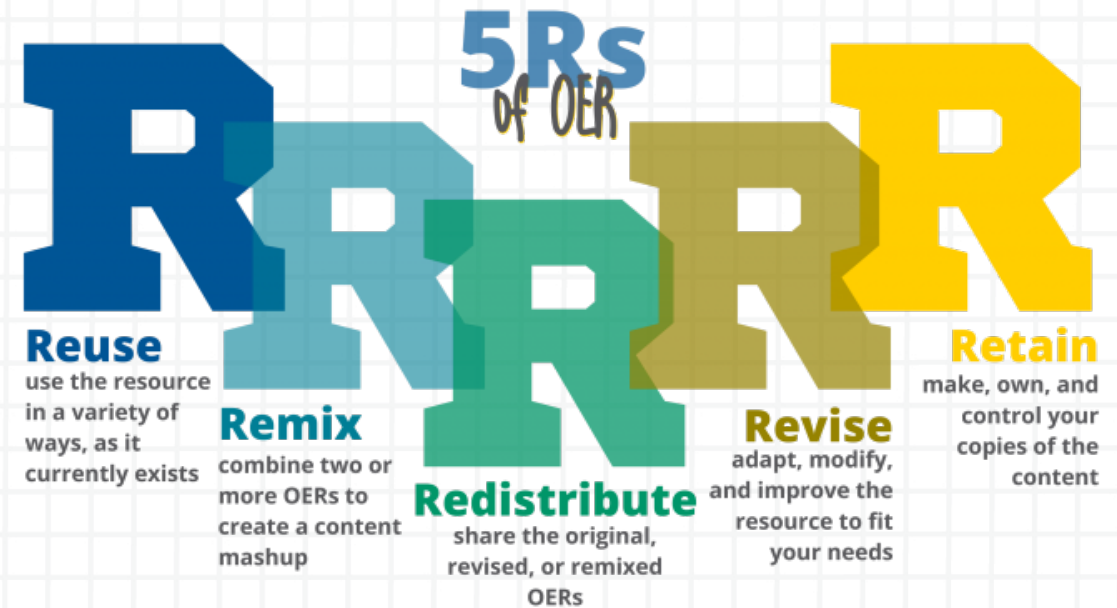 5Rs
of OER
R
R
R
R
R
Reuse
use the resource
in a variety of
ways, as it
currently exists
Remix
combine two or
more OERs to
create a content
mashup
Redistribute
share the original,
revised, or remixed
OERs
Revise
adapt, modify,
and improve the
resource to fit
your needs
Retain
make, own, and
control your
copies of the
content